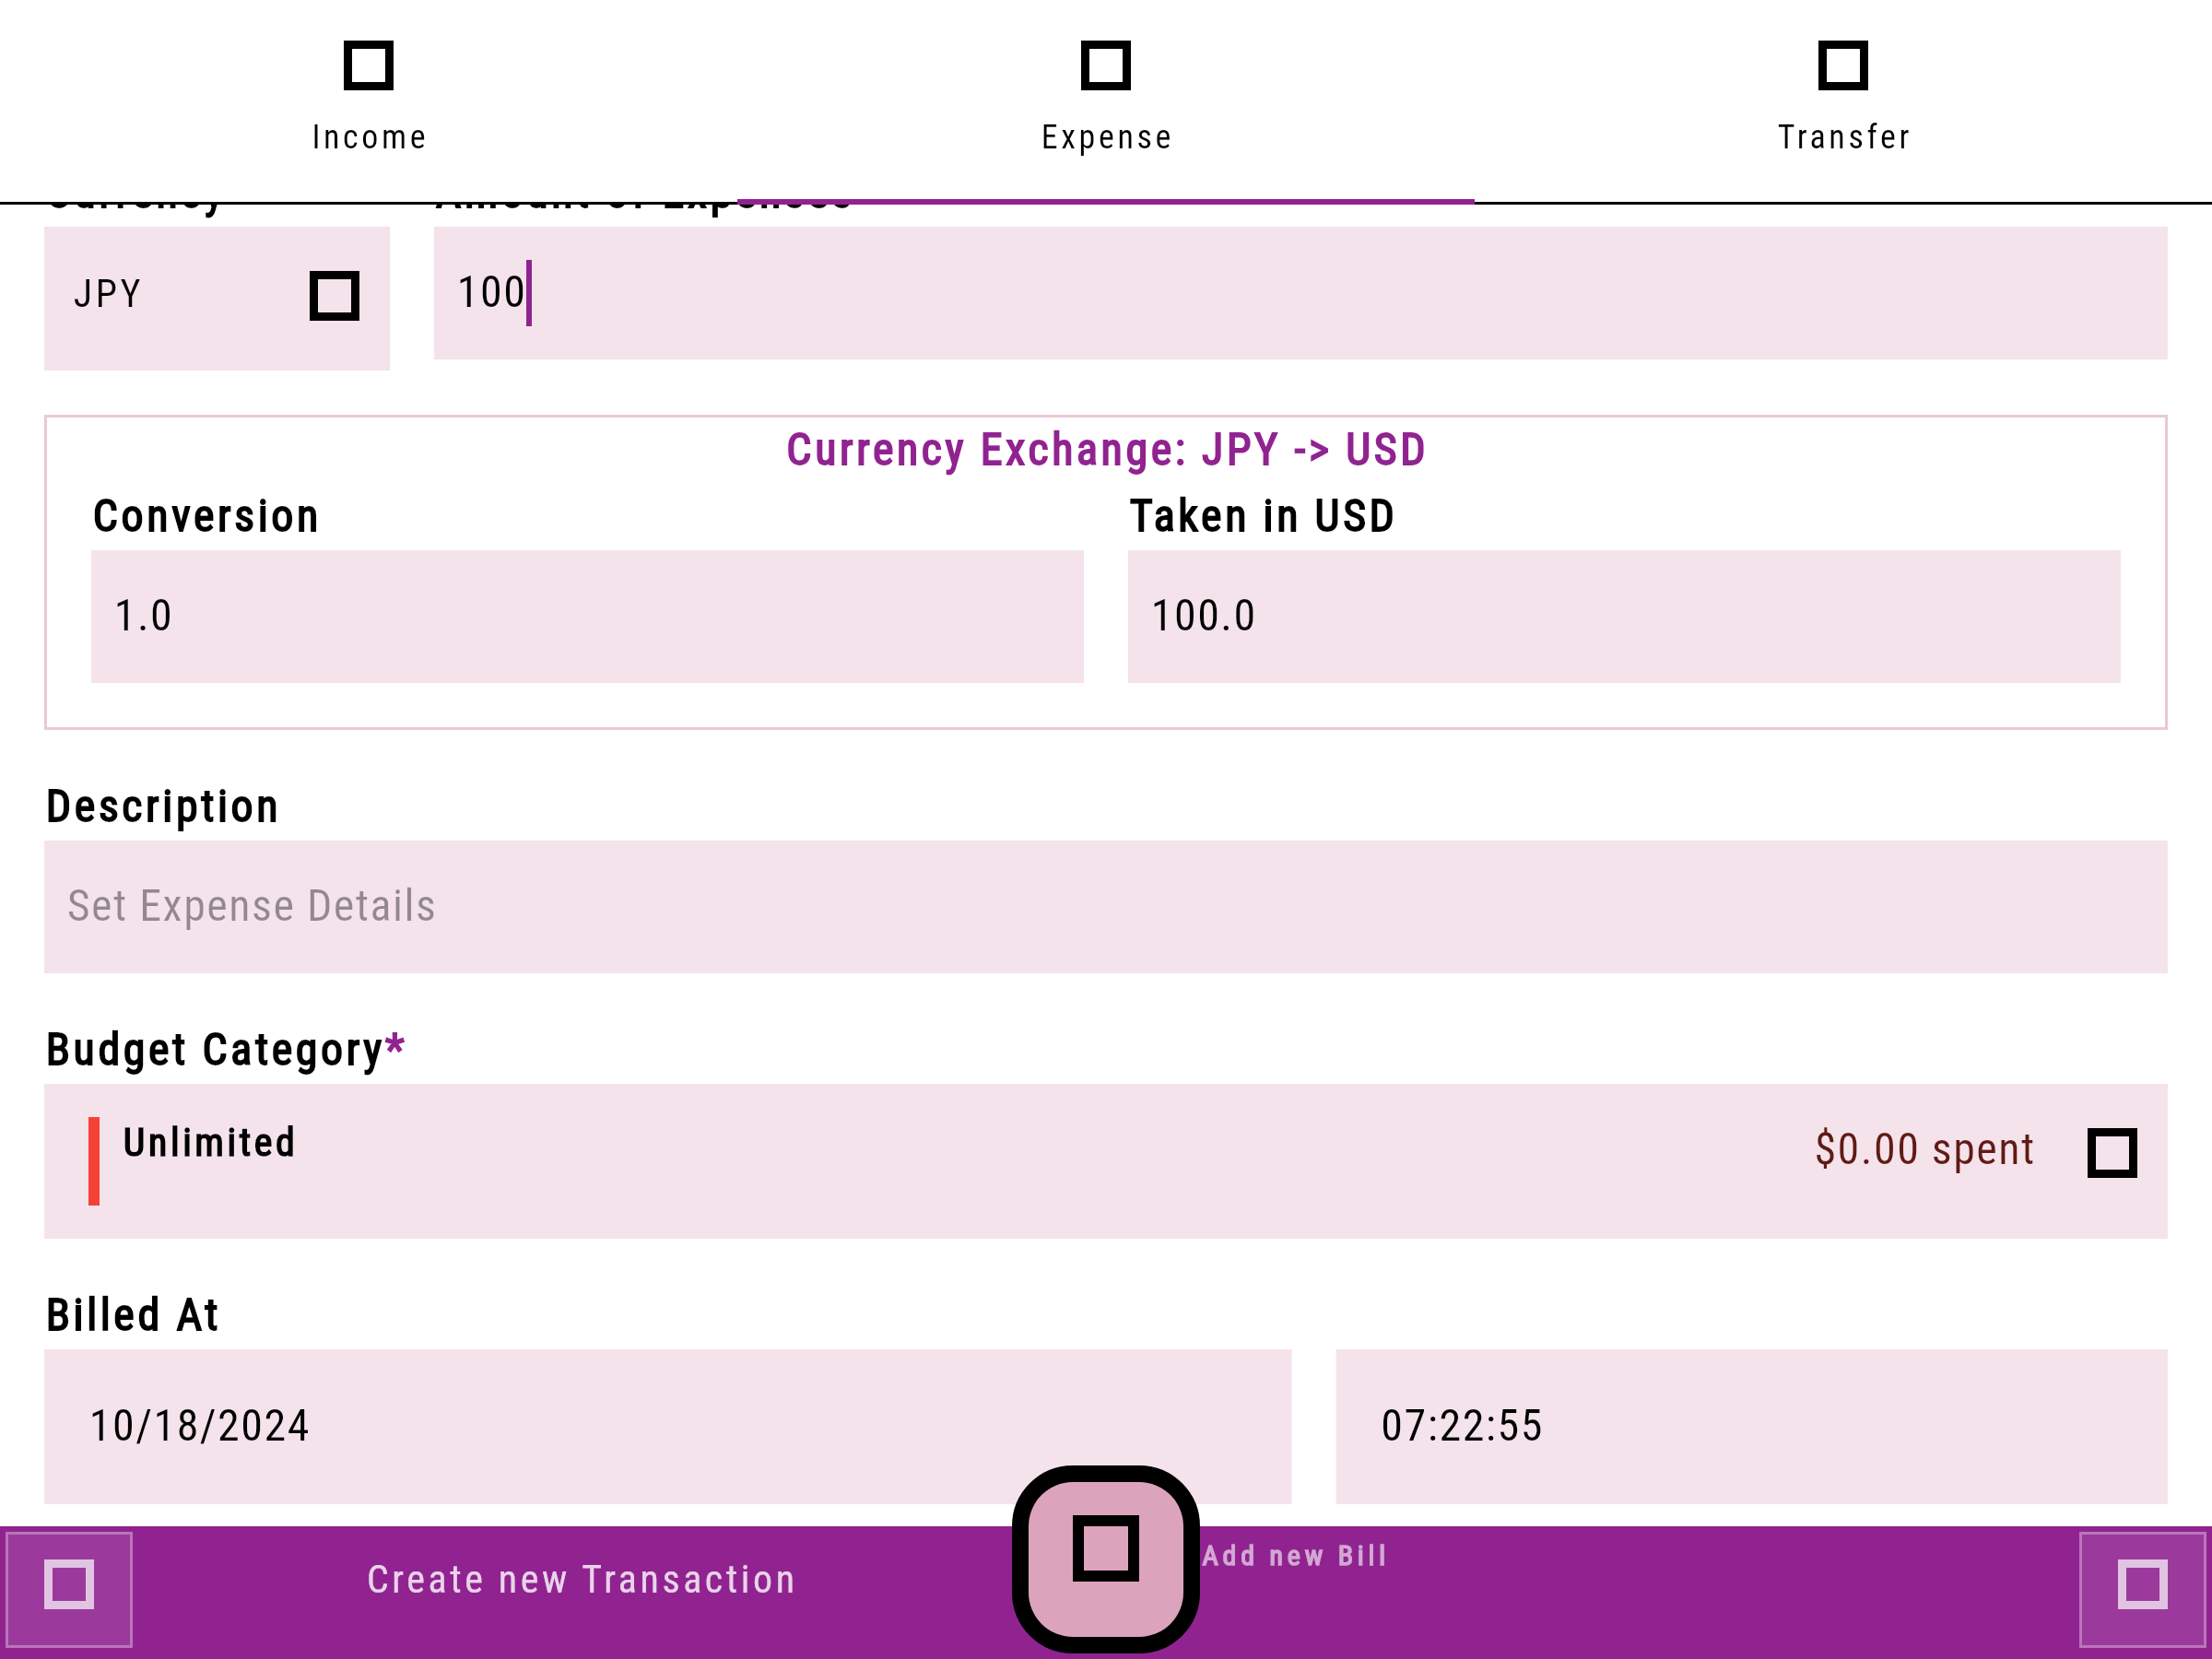 Income
Expense
Transfer
JPY
100
Currency Exchange: JPY -> USD
Conversion
Taken in USD
1.0
100.0
Description
Set Expense Details
Budget Category*
Unlimited
$0.00 spent
Billed At
10/18/2024
07:22:55
Create new Transaction
Add new Bill